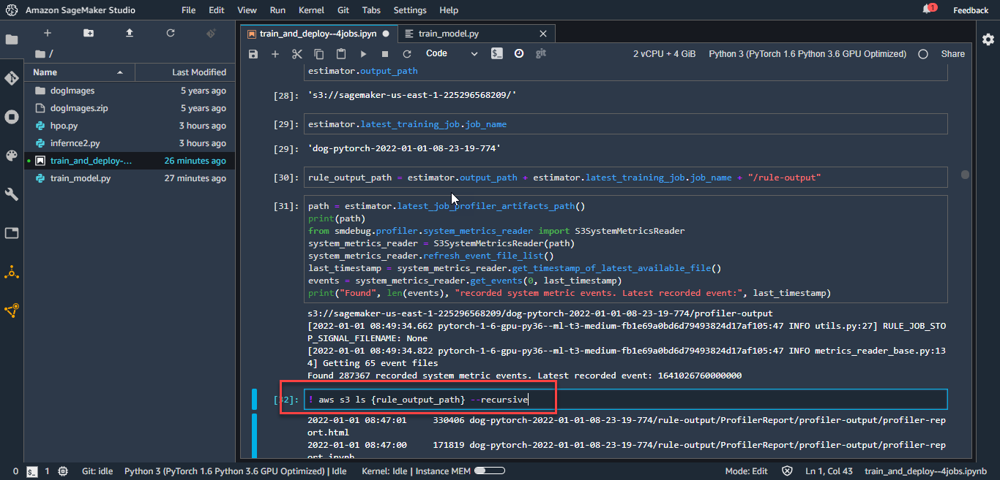 Amazon SageMaker Studio File Edit View Run Kernel Git Tabs Settings Help 1 Feedback
train_and_deploy--4jobs.ipyn train_model.py
/
Code git 2 vCPU + 4 GiB Python 3 (PyTorch 1.6 Python 3.6 GPU Optimized) Share
Name Last Modified
dogImages 5 years ago
dogImages.zip 5 years ago
hpo.py 3 hours ago
infernce2.py 3 hours ago
train_and_deploy-... 26 minutes ago
train_model.py 27 minutes ago
estimator.output_path
[28]: 's3://sagemaker-us-east-1-225296568209/'
[29]: estimator.latest_training_job.job_name
[29]: 'dog-pytorch-2022-01-01-08-23-19-774'
[30]: rule_output_path = estimator.output_path + estimator.latest_training_job.job_name + "/rule-output"
[31]: path = estimator.latest_job_profiler_artifacts_path()
print(path)
from smdebug.profiler.system_metrics_reader import S3SystemMetricsReader
system_metrics_reader = S3SystemMetricsReader(path)
system_metrics_reader.refresh_event_file_list()
last_timestamp = system_metrics_reader.get_timestamp_of_latest_available_file()
events = system_metrics_reader.get_events(0, last_timestamp)
print("Found", len(events), "recorded system metric events. Latest recorded event:", last_timestamp)
s3://sagemaker-us-east-1-225296568209/dog-pytorch-2022-01-01-08-23-19-774/profiler-output
[2022-01-01 08:49:34.662 pytorch-1-6-gpu-py36--ml-t3-medium-fb1e69a0bd6d79493824d17af105:47 INFO utils.py:27] RULE_JOB_STO
P_SIGNAL_FILENAME: None
[2022-01-01 08:49:34.822 pytorch-1-6-gpu-py36--ml-t3-medium-fb1e69a0bd6d79493824d17af105:47 INFO metrics_reader_base.py:13
4] Getting 65 event files
Found 287367 recorded system metric events. Latest recorded event: 1641026760000000
[32]: ! aws s3 ls {rule_output_path} --recursive
2022-01-01 08:47:01 330406 dog-pytorch-2022-01-01-08-23-19-774/rule-output/ProfilerReport/profiler-output/profiler-rep
ort.html
2022-01-01 08:47:00 171819 dog-pytorch-2022-01-01-08-23-19-774/rule-output/ProfilerReport/profiler-output/profiler-rep
ort.ipynb
0 $_ 1 Git: idle Python 3 (PyTorch 1.6 Python 3.6 GPU Optimized) | Idle Kernel: Idle | Instance MEM Mode: Edit Ln 1, Col 43 train_and_deploy--4jobs.ipynb